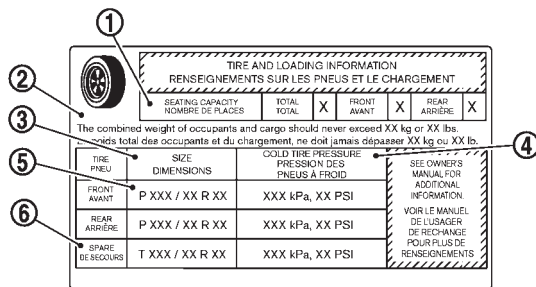 ①
TIRE AND LOADING INFORMATION
RENSEIGNEMENTS SUR LES PNEUS ET LE CHARGEMENT
②
SEATING CAPACITY
NOMBRE DE PLACES
TOTAL
TOTAL
X
FRONT
AVANT
X
REAR
ARRIÈRE
X
The combined weight of occupants and cargo should never exceed XX kg or XX lbs.
poids total des occupants et du chargement, ne doit jamais dépasser XX kg ou XX lb.
③
④
TIRE
PNEU
SIZE
DIMENSIONS
COLD TIRE PRESSURE
PRESSION DES
PNEUS À FROID
SEE OWNER'S
MANUAL FOR
ADDITIONAL
INFORMATION.
VOIR LE MANUEL
DE L'USAGER
DE RECHANGE
POUR PLUS DE
RENSEIGNEMENTS
⑤
FRONT
AVANT
P XXX / XX R XX
XXX kPa, XX PSI
REAR
ARRIÈRE
P XXX / XX R XX
XXX kPa, XX PSI
⑥
SPARE
DE SECOURS
T XXX / XX R XX
XXX kPa, XX PSI